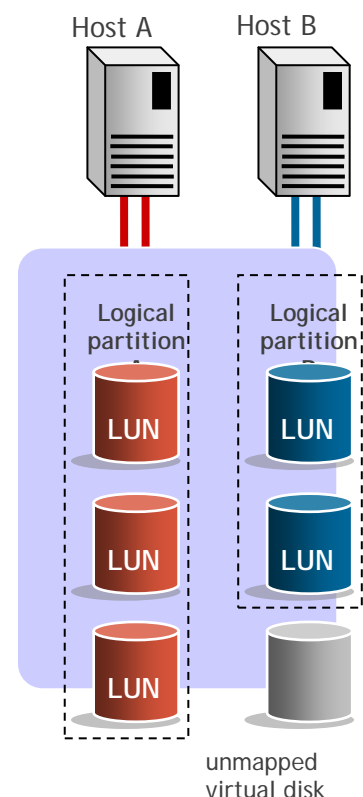 Host A
Host B
Logical
partition
Logical
partition
LUN
LUN
LUN
LUN
LUN
unmapped
virtual disk